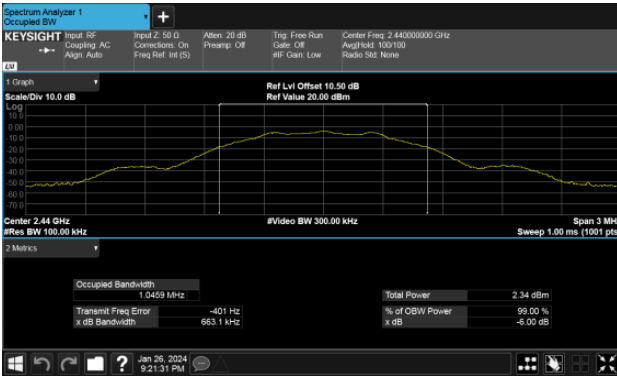 Spectrum Analyzer 1
Occupied BW
KEYSIGHT
Input: RF
Coupling: AC
Align: Auto
Input Z: 50 Ω
Corrections: On
Freq Ref: Int (S)
Atten: 20 dB
Preamp: Off
Trig: Free Run
Gate: Off
#IF Gain: Low
Center Freq: 2.440000000 GHz
Avg|Hold: 100/100
Radio Std: None
LXI
1 Graph
Scale/Div 10.0 dB
Ref Lvl Offset 10.50 dB
Ref Value 20.00 dBm
Log
10.0
0.00
-10.0
-20.0
-30.0
-40.0
-50.0
-60.0
-70.0
Center 2.44 GHz
#Res BW 100.00 kHz
#Video BW 300.00 kHz
Span 3 MH
Sweep 1.00 ms (1001 pts
2 Metrics
Occupied Bandwidth
1.0459 MHz
Transmit Freq Error -401 Hz
x dB Bandwidth 663.1 kHz
Total Power 2.34 dBm
% of OBW Power 99.00 %
x dB -6.00 dB
?
Jan 26, 2024
9:21:31 PM